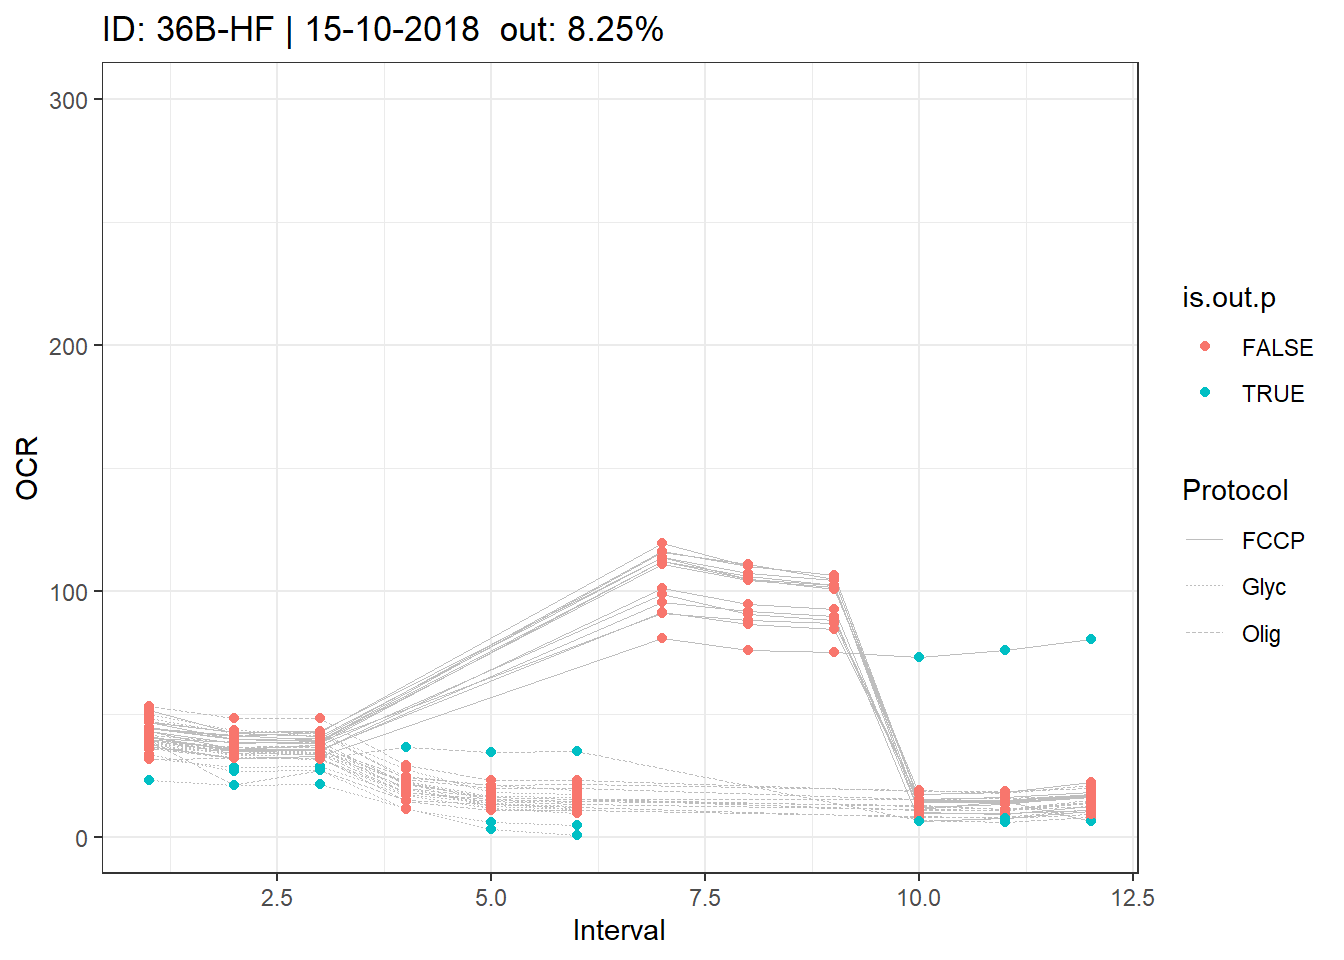 ID: 36B-HF | 15-10-2018  out: 8.25%
300
200
100
0
OCR
2.5
5.0
7.5
10.0
12.5
Interval
is.out.p
FALSE
TRUE
Protocol
FCCP
Glyc
Olig